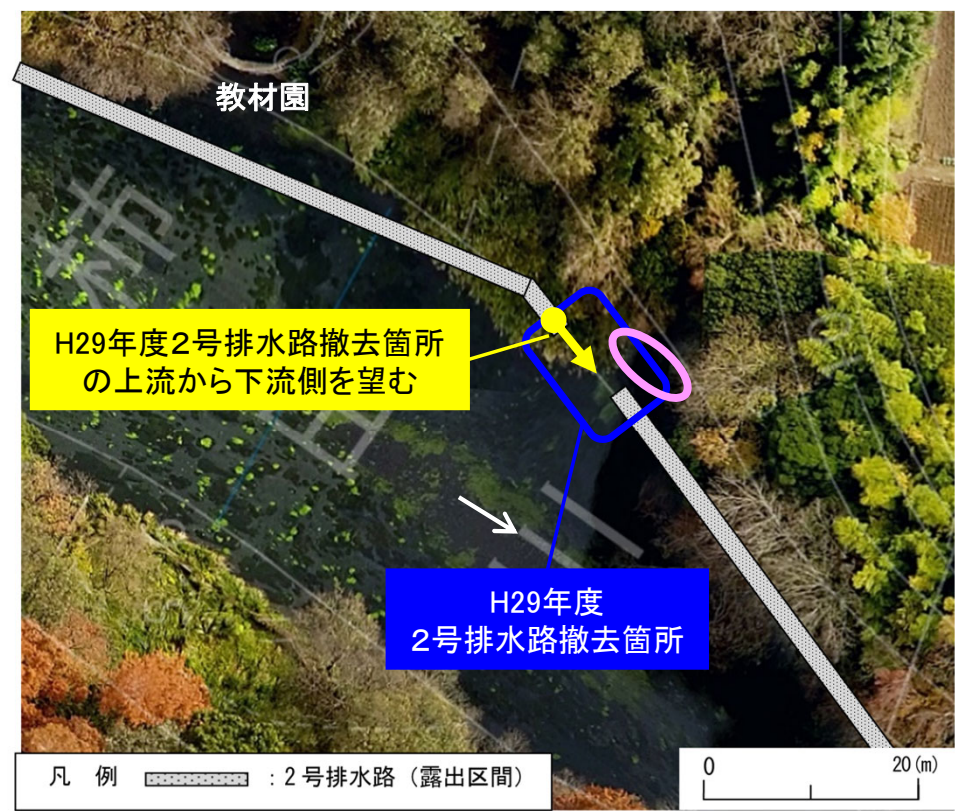 教材園
H29年度２号排水路撤去箇所
の上流から下流側を望む
H29年度
２号排水路撤去箇所
凡 例 ：２号排水路（露出区間）
0 20(m)